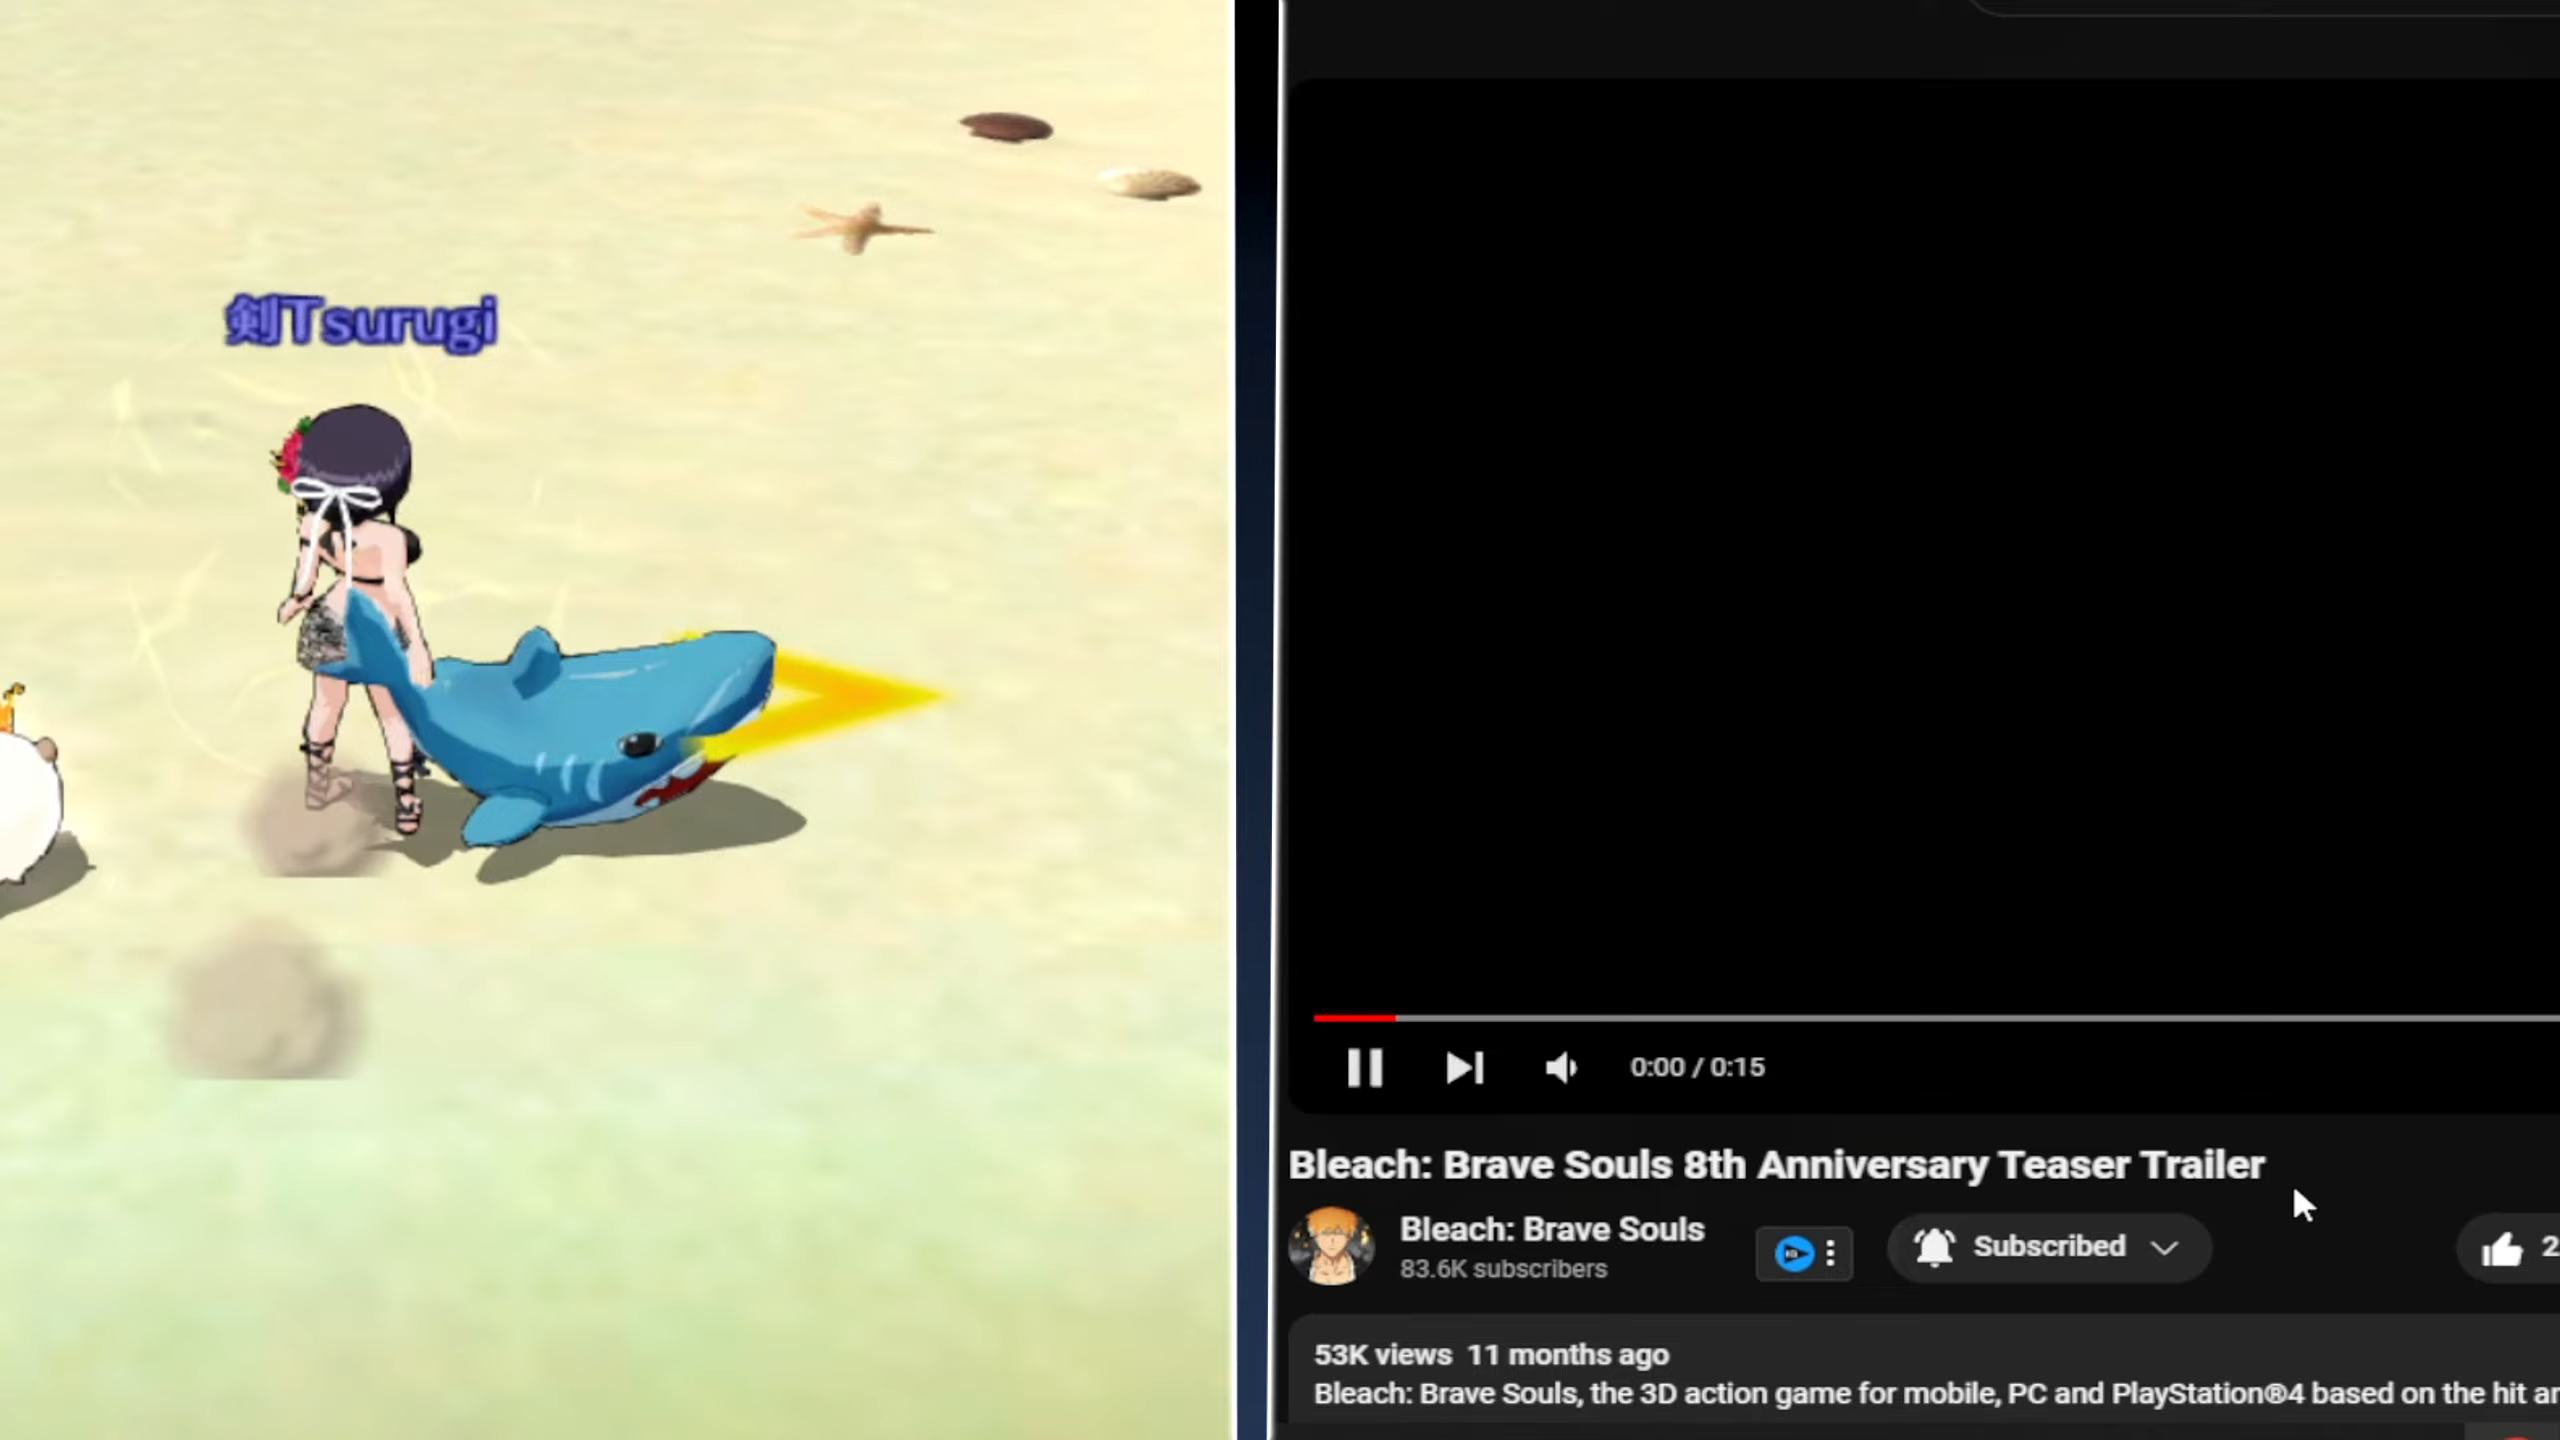 剣Tsurugi
0:00 / 0:15
Bleach: Brave Souls 8th Anniversary Teaser Trailer
Bleach: Brave Souls
83.6K subscribers
Subscribed
2
53K views 11 months ago
Bleach: Brave Souls, the 3D action game for mobile, PC and PlayStation®4 based on the hit